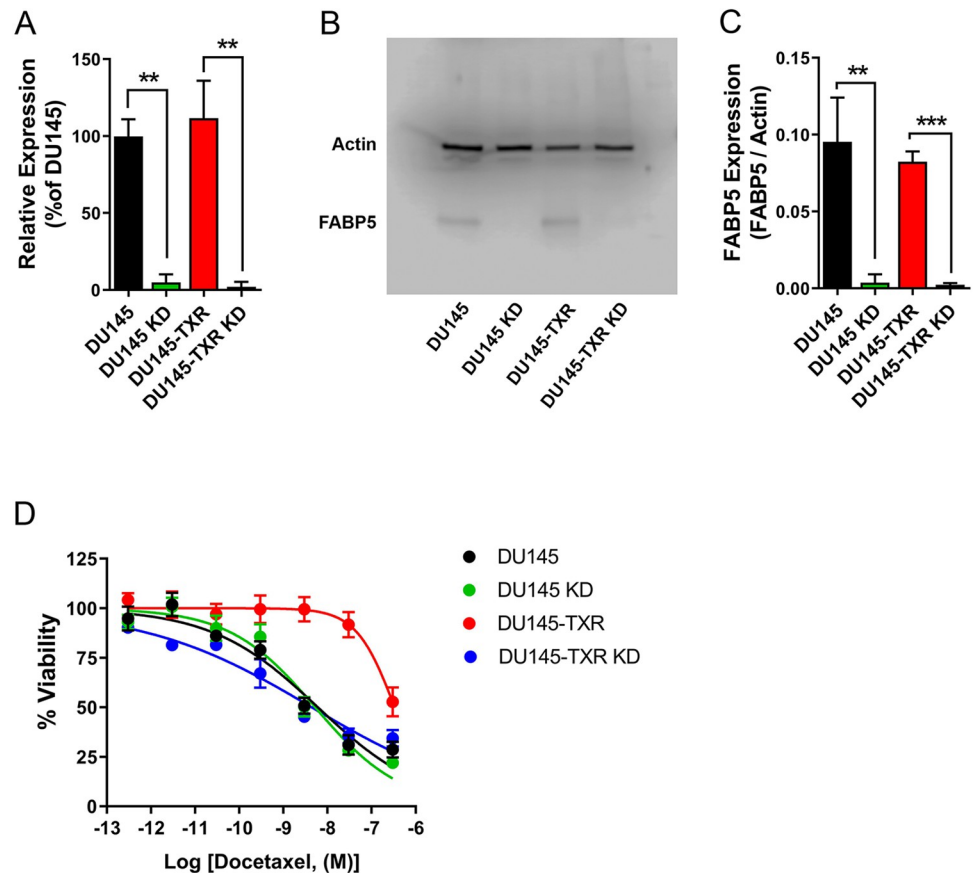 A
Relative Expression
(%of DU145)
150
100
50
0
**
**
DU145
DU145 KD
DU145-TXR
DU145-TXR KD
B
Actin
FABP5
DU145
DU145 KD
DU145-TXR
DU145-TXR KD
C
FABP5 Expression
(FABP5 / Actin)
0.15
0.10
0.05
0.00
**
***
DU145
DU145 KD
DU145-TXR
DU145-TXR KD
D
% Viability
125
100
75
50
25
0
-13 -12 -11 -10 -9 -8 -7 -6
Log [Docetaxel, (M)]
DU145
DU145 KD
DU145-TXR
DU145-TXR KD